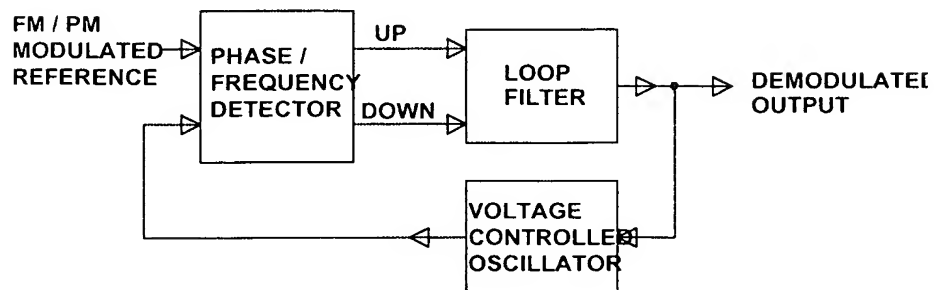 FM / PM
MODULATED
REFERENCE
PHASE /
FREQUENCY
DETECTOR
UP
DOWN
LOOP
FILTER
DEMODULATED
OUTPUT
VOLTAGE
CONTROLLED
OSCILLATOR